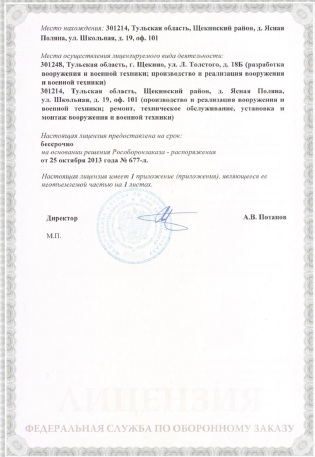 Место нахождения: 301214, Тульская область, Щекинский район, д. Ясная
Поляна, ул. Школьная, д. 19, оф. 101
Места осуществления лицензируемого вида деятельности:
301248, Тульская область, г. Щекино, ул. Л. Толстого, д. 18Б (разработка
вооружения и военной техники; производство и реализация вооружения
и военной техники)
301214, Тульская область, Щекинский район, д. Ясная Поляна,
ул. Школьная, д. 19, оф. 101 (производство и реализация вооружения и
военной техники; ремонт, техническое обслуживание, установка и
монтаж вооружения и военной техники)
Настоящая лицензия предоставлена на срок:
бессрочно
на основании решения Рособоронзаказа - распоряжения
от 25 октября 2013 года № 677-л.
Настоящая лицензия имеет 1 приложение (приложения), являющееся ее
неотъемлемой частью на 1 листах.
Директор А.В. Потапов
М.П.
ЛИЦЕНЗИЯ
ФЕДЕРАЛЬНАЯ СЛУЖБА ПО ОБОРОННОМУ ЗАКАЗУ